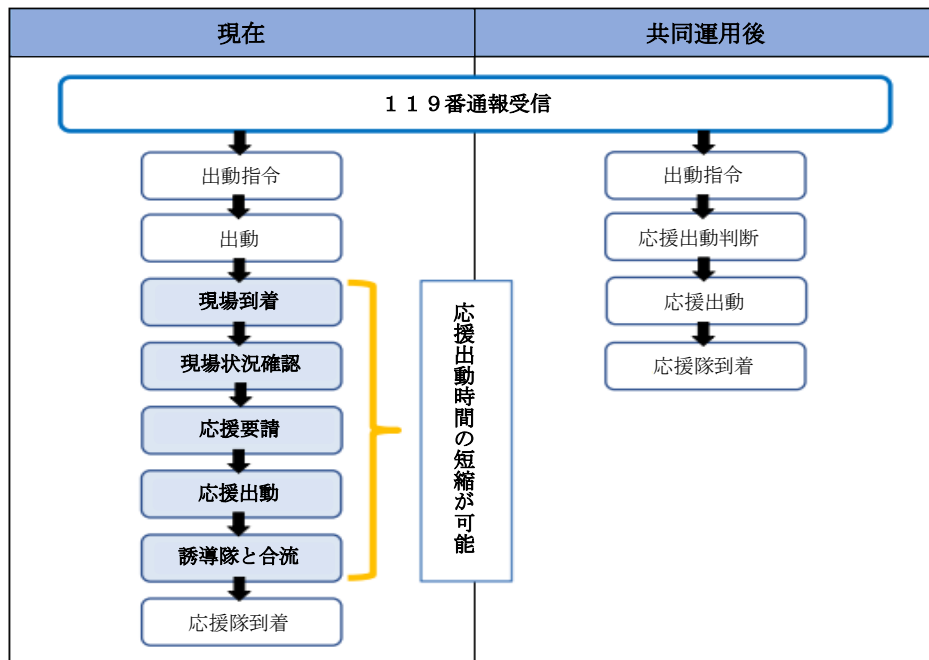 現在
共同運用後
１１９番通報受信
出動指令
出動
現場到着
現場状況確認
応援要請
応援出動
誘導隊と合流
応援隊到着
応援出動時間の短縮が可能
出動指令
応援出動判断
応援出動
応援隊到着